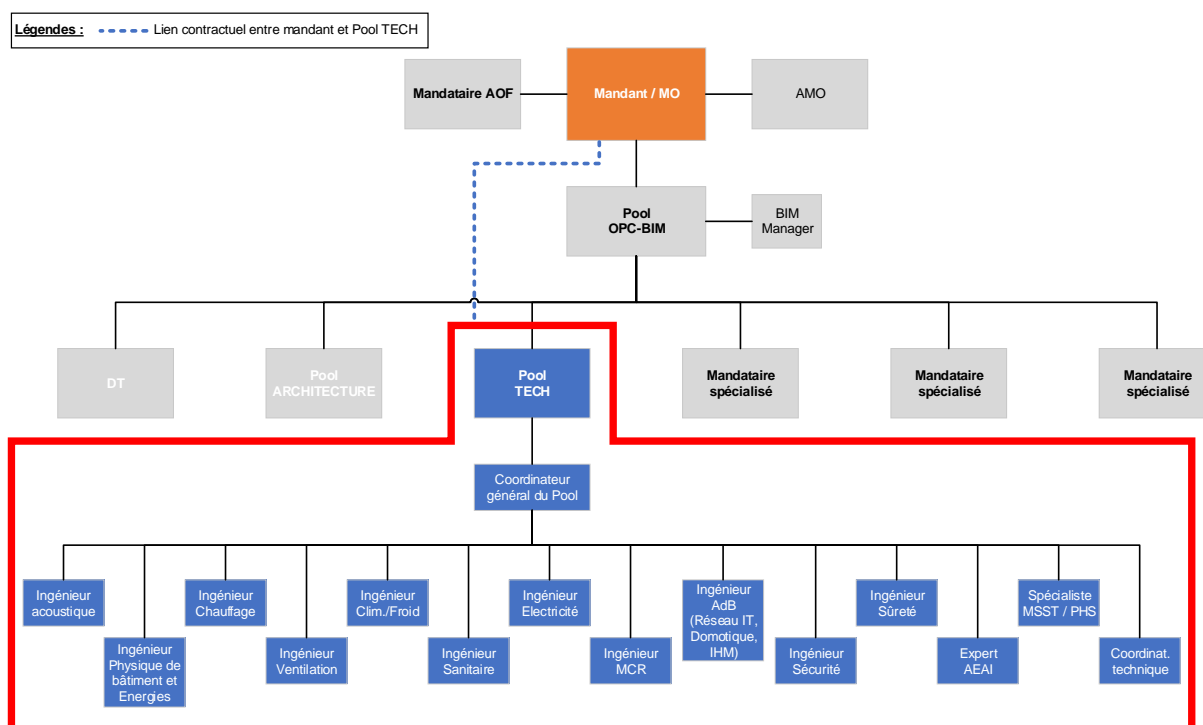 Légendes : Lien contractuel entre mandant et Pool TECH
Mandataire AOF
Mandant / MO
AMO
Pool
OPC-BIM
BIM
Manager
DT
Pool
ARCHITECTURE
Pool
TECH
Mandataire
spécialisé
Mandataire
spécialisé
Mandataire
spécialisé
Coordinateur
général du Pool
Ingénieur
acoustique
Ingénieur
Chauffage
Ingénieur
Clim./Froid
Ingénieur
Electricité
Ingénieur
AdB
(Réseau IT,
Domotique,
IHM)
Ingénieur
Sûreté
Spécialiste
MSST / PHS
Ingénieur
Physique de
bâtiment et
Energies
Ingénieur
Ventilation
Ingénieur
Sanitaire
Ingénieur
MCR
Ingénieur
Sécurité
Expert
AEAI
Coordinat.
technique